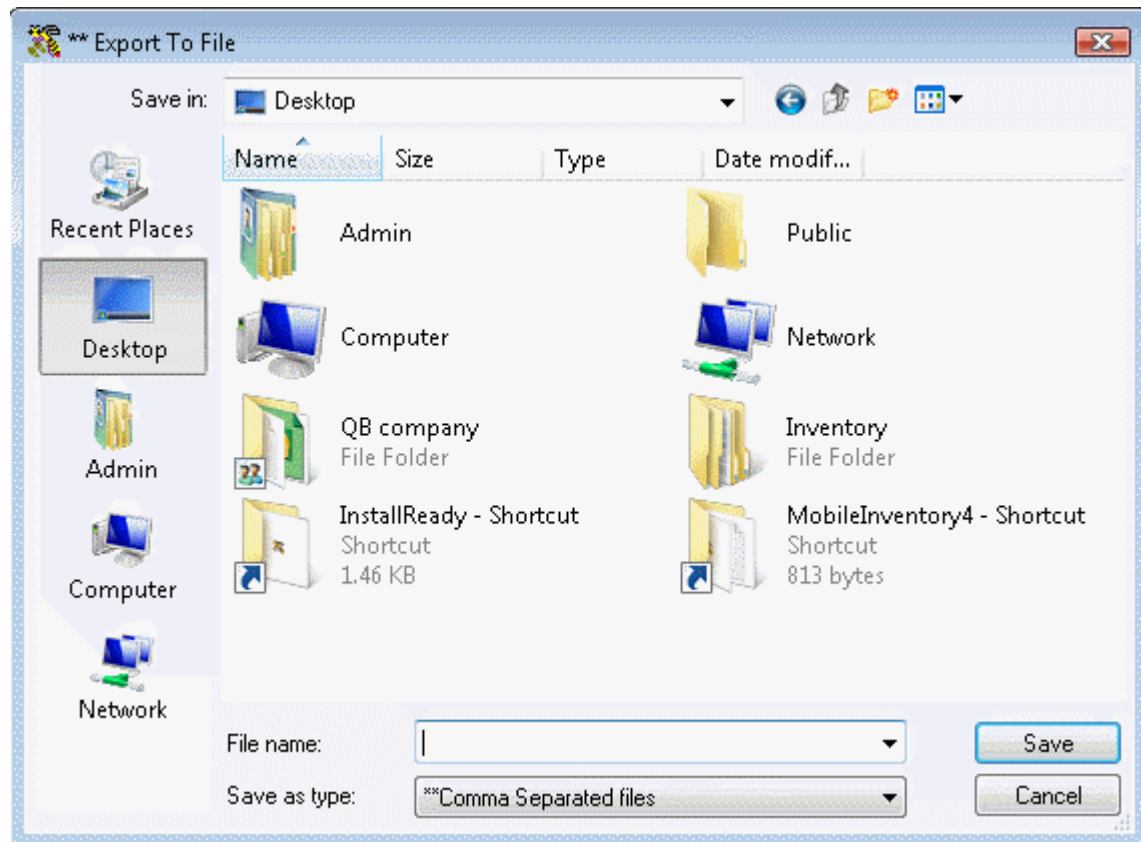 ** Export To File
Save in:
Desktop
Name Size Type Date modif...
Recent Places
Desktop
Admin
Computer
Network
Admin
Public
Computer
Network
QB company
File Folder
Inventory
File Folder
InstallReady - Shortcut
Shortcut
1.46 KB
MobileInventory4 - Shortcut
Shortcut
813 bytes
File name:
Save
Save as type:
**Comma Separated files
Cancel